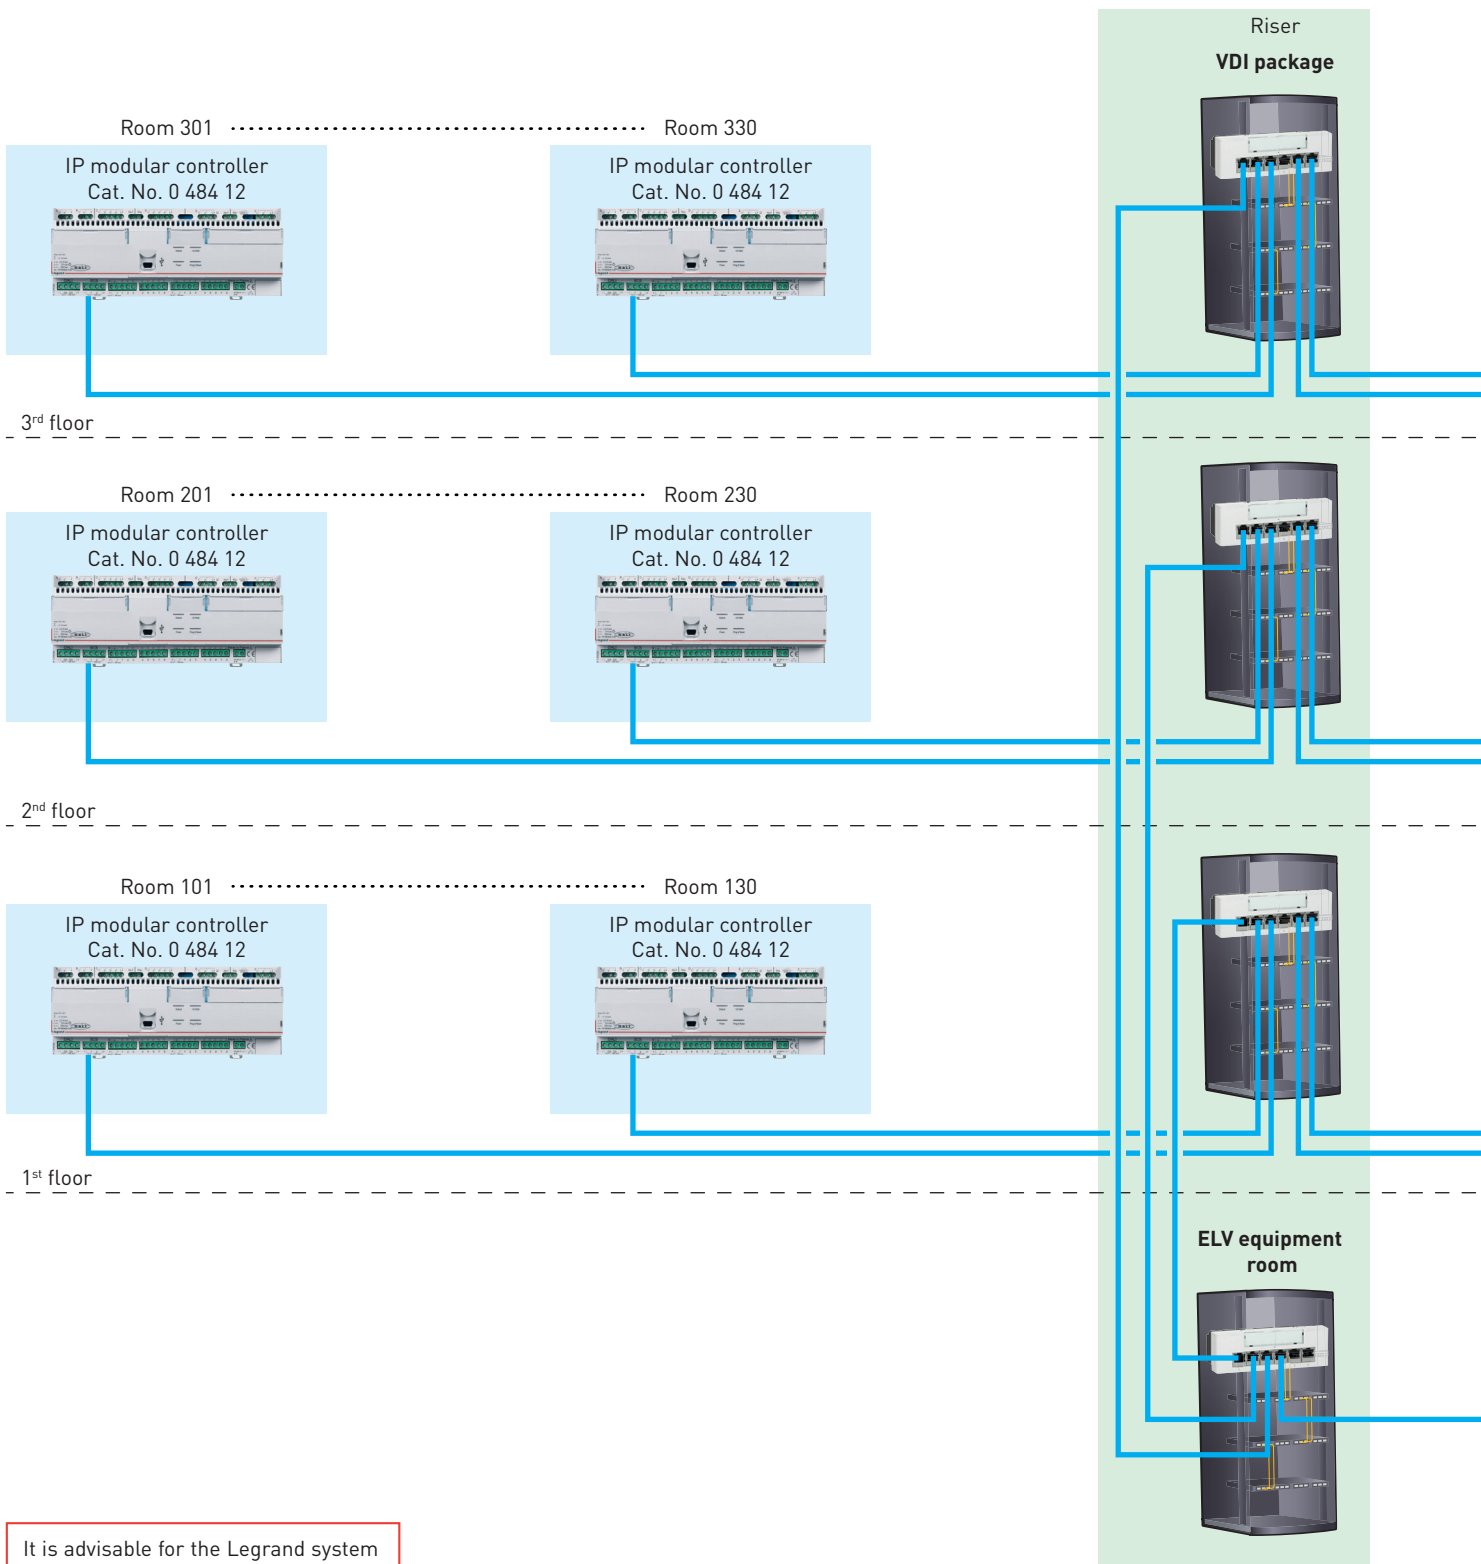 Riser
VDI package
Room 301
Room 330
IP modular controller
Cat. No. 0 484 12
IP modular controller
Cat. No. 0 484 12
3rd floor
Room 201
Room 230
IP modular controller
Cat. No. 0 484 12
IP modular controller
Cat. No. 0 484 12
2nd floor
Room 101
Room 130
IP modular controller
Cat. No. 0 484 12
IP modular controller
Cat. No. 0 484 12
1st floor
ELV equipment
room
It is advisable for the Legrand system